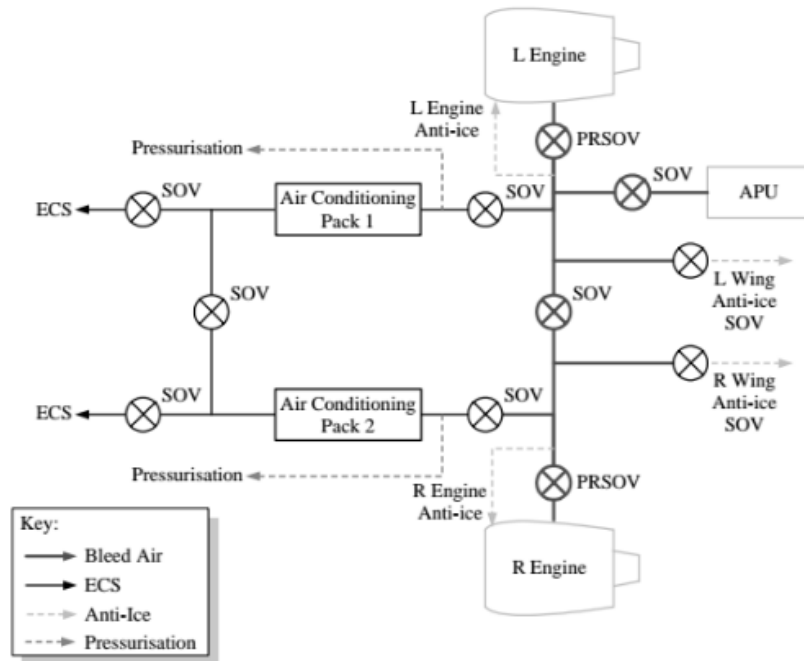 L Engine
L Engine
Anti-ice
PRSOV
Pressurisation
SOV
APU
ECS
SOV
Air Conditioning
Pack 1
SOV
L Wing
Anti-ice
SOV
SOV
SOV
R Wing
Anti-ice
SOV
ECS
SOV
Air Conditioning
Pack 2
SOV
Pressurisation
R Engine
Anti-ice
PRSOV
R Engine
Key:
Bleed Air
ECS
Anti-Ice
Pressurisation